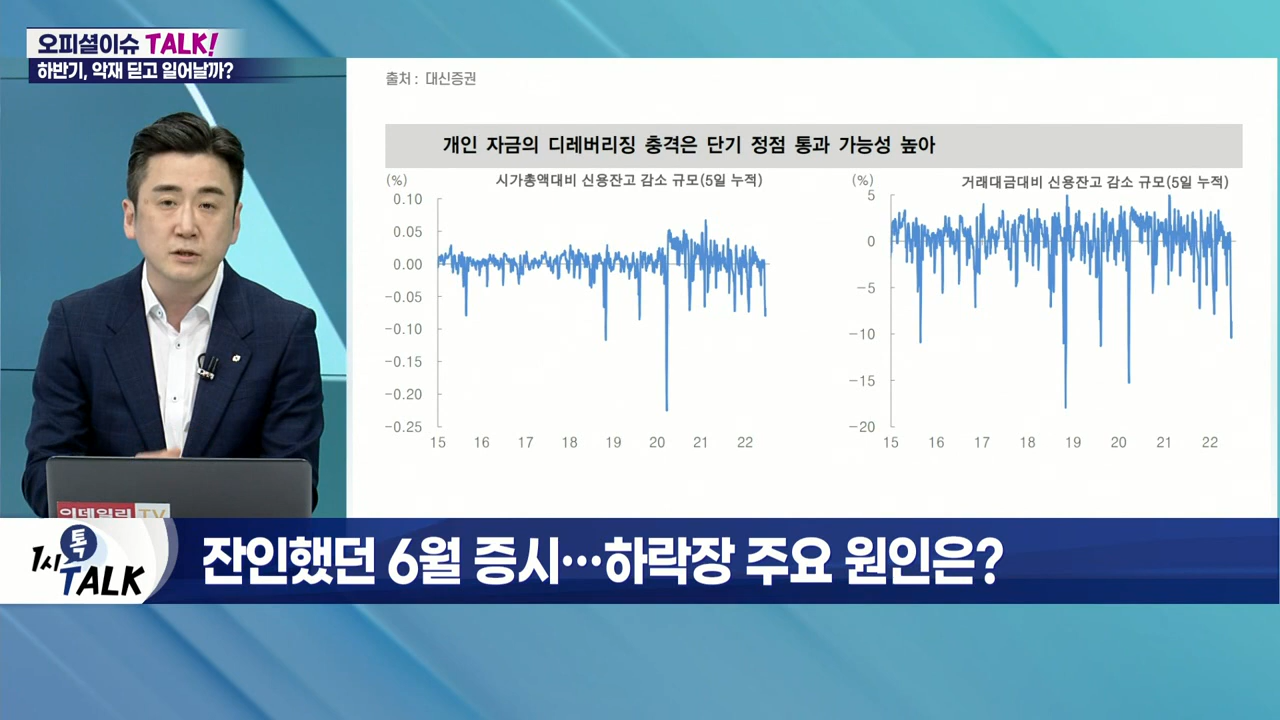 오피셜이슈 TALK!
하반기, 악재 딛고 일어날까?
출처 : 대신증권
개인 자금의 디레버리징 충격은 단기 정점 통과 가능성 높아
(%)
시가총액대비 신용잔고 감소 규모(5일 누적)
0.10
0.05
0.00
-0.05
-0.10
-0.15
-0.20
-0.25
15 16 17 18 19 20 21 22
(%)
거래대금대비 신용잔고 감소 규모(5일 누적)
5
0
-5
-10
-15
-20
15 16 17 18 19 20 21 22
이데일리TV
1시 톡 TALK
잔인했던 6월 증시…하락장 주요 원인은?